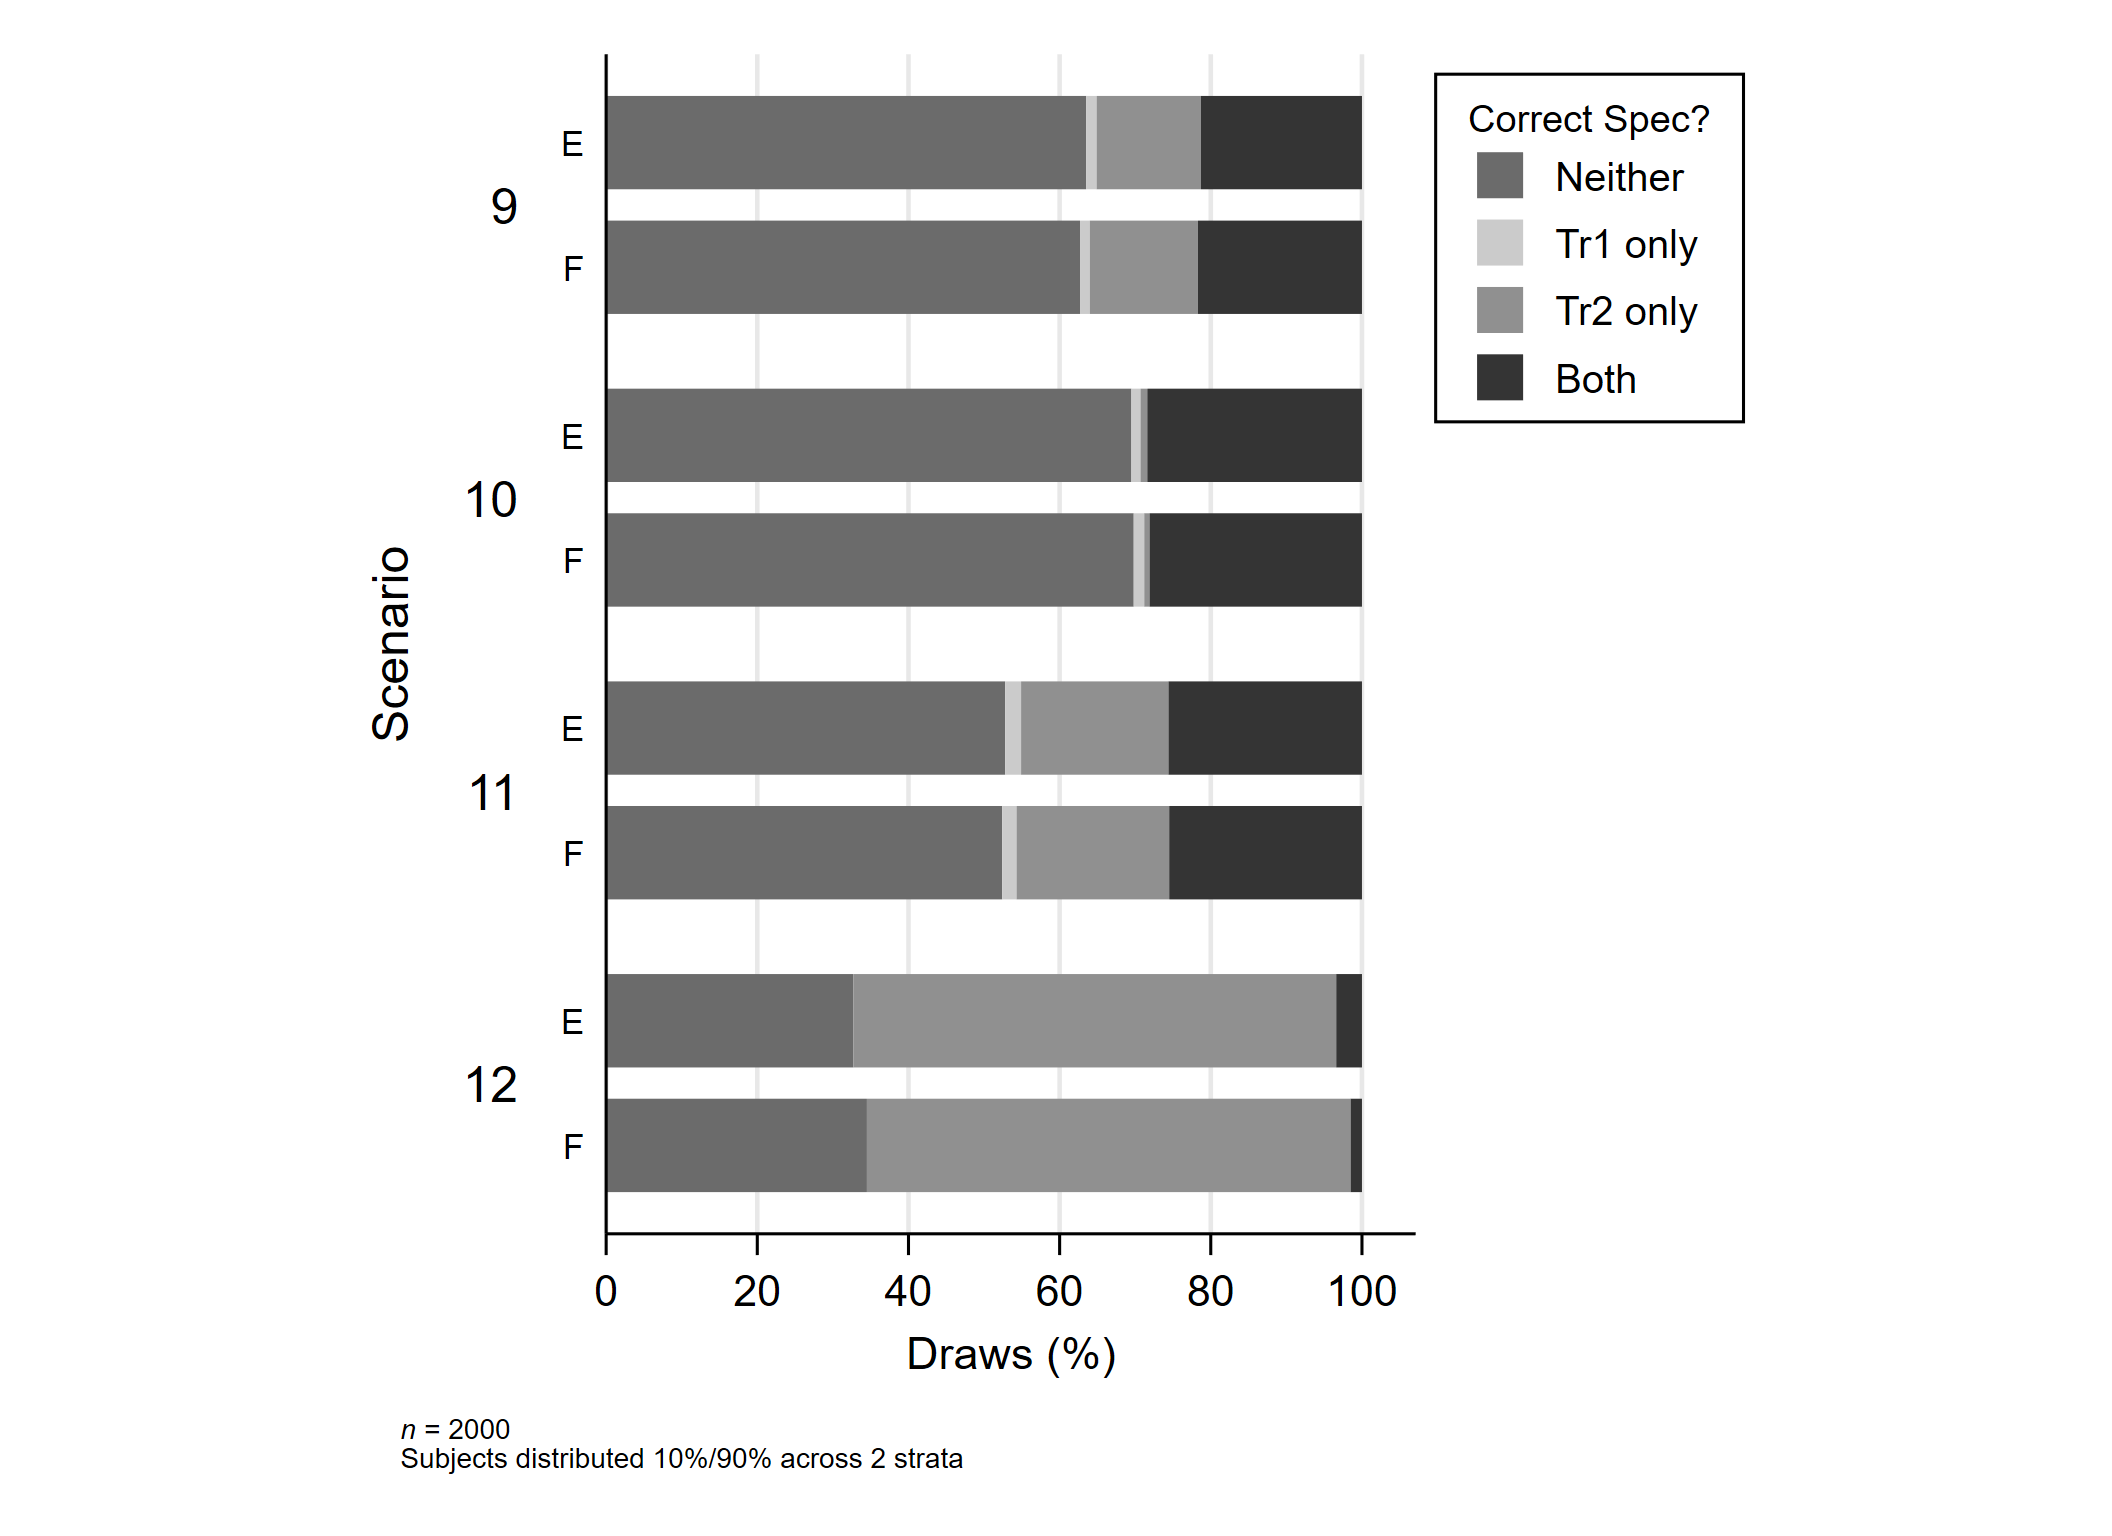 Correct Spec?
Neither
Tr1 only
Tr2 only
Both
Scenario
9
E
F
10
E
F
11
E
F
12
E
F
0 20 40 60 80 100
Draws (%)
n = 2000
Subjects distributed 10%/90% across 2 strata